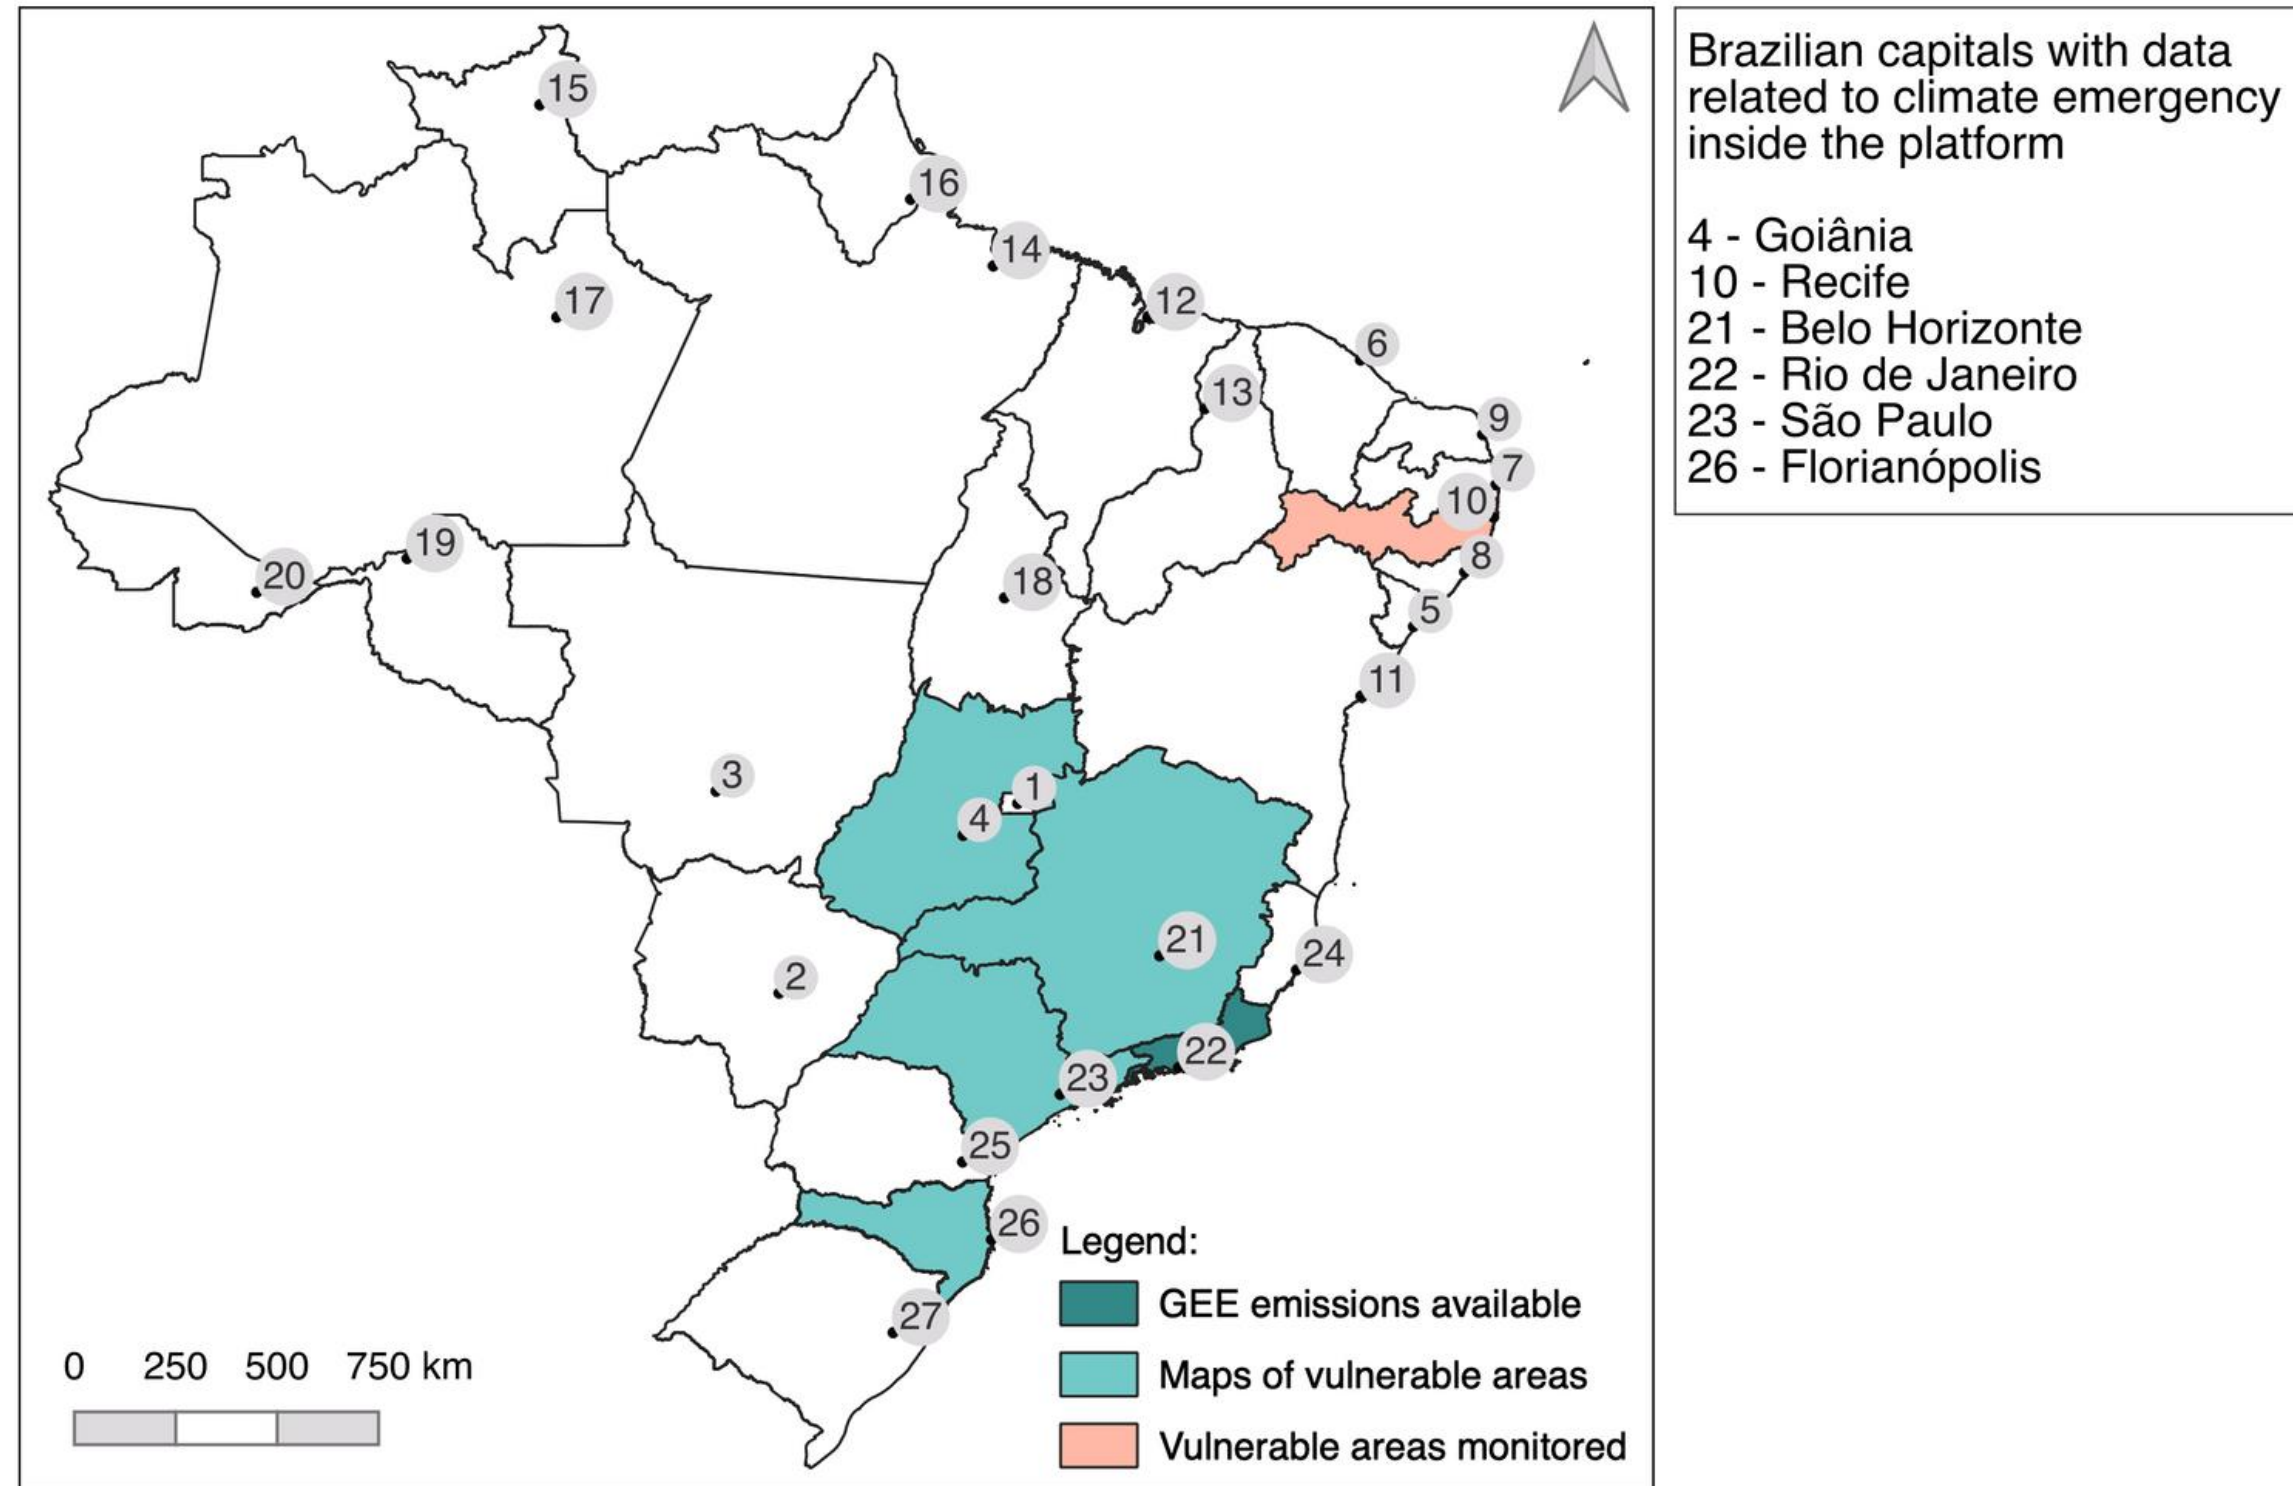 15
16
14
17
12
6
13
9
7
10
19
8
20
18
5
11
3
1
4
21
24
2
22
23
25
26
27
Legend:
GEE emissions available
Maps of vulnerable areas
Vulnerable areas monitored
0 250 500 750 km
Brazilian capitals with data
related to climate emergency
inside the platform
4 - Goiânia
10 - Recife
21 - Belo Horizonte
22 - Rio de Janeiro
23 - São Paulo
26 - Florianópolis